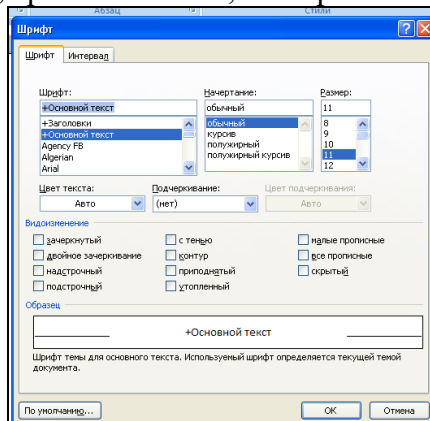 Абзац Стили
Шрифт
Шрифт Интервал
Шрифт: Начертание: Размер:
+Основной текст обычный 11
+Заголовки обычный 8
+Основной текст курсив 9
Agency FB полужирный 10
Algerian полужирный курсив 11
Arial 12
Цвет текста: Подчеркивание: Цвет подчеркивания:
Авто (нет) Авто
Видоизменение
зачеркнутый с тенью малые прописные
двойное зачеркивание контур все прописные
надстрочный приподнятый скрытый
подстрочный утопленный
Образец
+Основной текст
Шрифт темы для основного текста. Используемый шрифт определяется текущей темой
документа.
По умолчанию... ОК Отмена